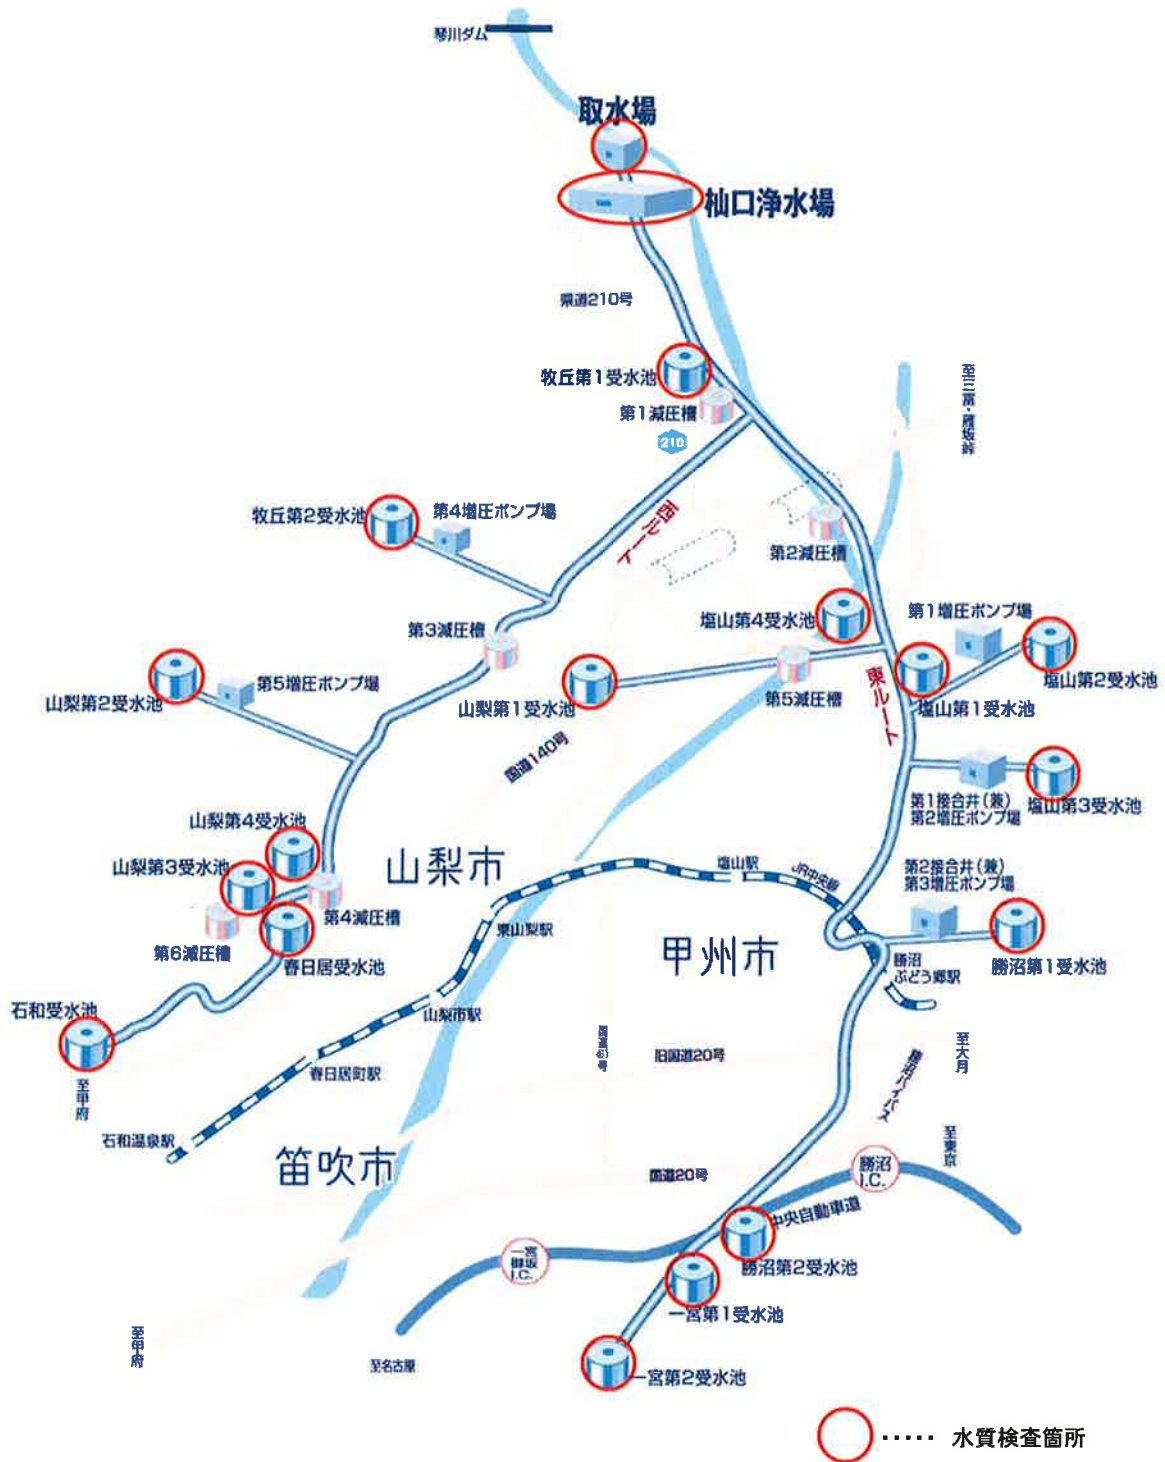 琴川ダム
取水場
杣口浄水場
県道210号
牧丘第1受水池
第1減圧槽
210
至三富・雁坂峠
西ルート
牧丘第2受水池
第4増圧ポンプ場
第2減圧槽
第3減圧槽
塩山第4受水池
第1増圧ポンプ場
塩山第2受水池
山梨第2受水池
第5増圧ポンプ場
山梨第1受水池
第5減圧槽
東ルート
塩山第1受水池
国道140号
第1接合井(兼)
第2増圧ポンプ場
塩山第3受水池
山梨第4受水池
山梨第3受水池
山梨市
塩山駅
JR中央線
第2接合井(兼)
第3増圧ポンプ場
第4減圧槽
第6減圧槽
春日居受水池
東山梨駅
甲州市
勝沼
ぶどう郷駅
勝沼第1受水池
石和受水池
至甲府
山梨市駅
旧国道20号
至大月
勝沼バイパス
春日居町駅
石和温泉駅
笛吹市
国道20号
至東京
勝沼
I.C.
中央自動車道
一宮
御坂
I.C.
勝沼第2受水池
一宮第1受水池
一宮第2受水池
至甲府
至名古屋
‥‥‥ 水質検査箇所